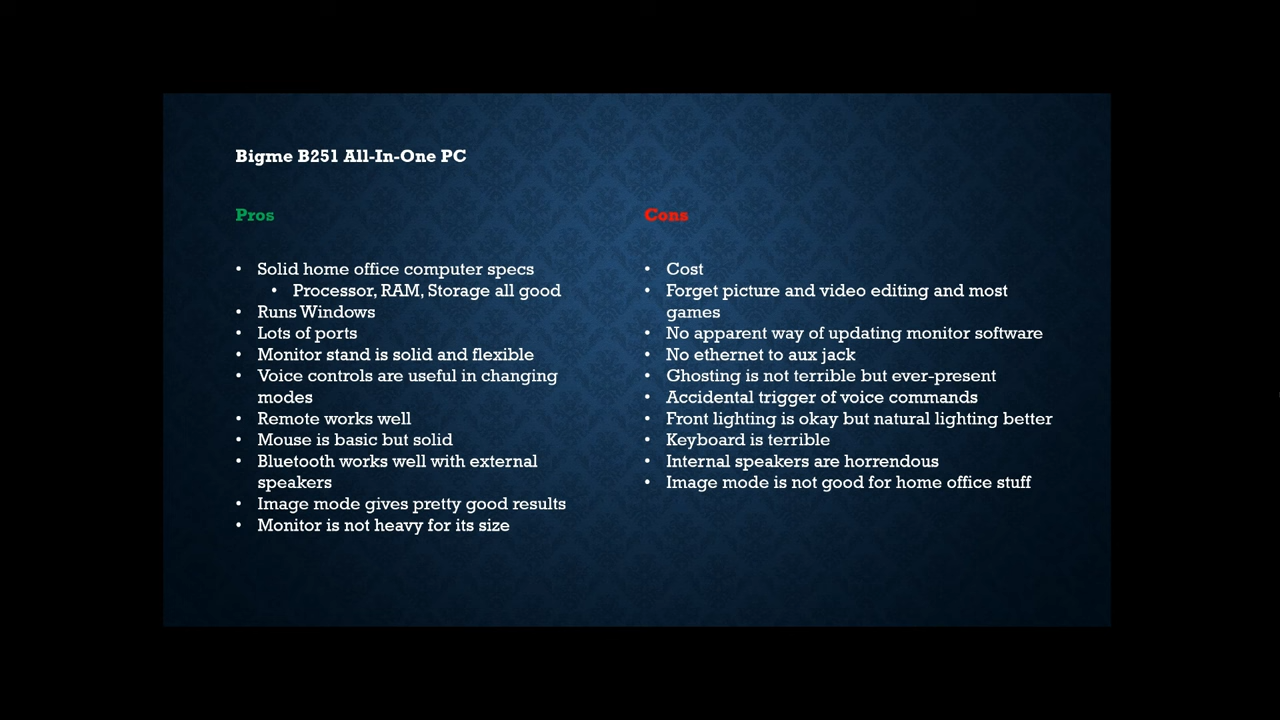 Bigme B251 All-In-One PC
Pros
• Solid home office computer specs
• Processor, RAM, Storage all good
• Runs Windows
• Lots of ports
• Monitor stand is solid and flexible
• Voice controls are useful in changing
modes
• Remote works well
• Mouse is basic but solid
• Bluetooth works well with external
speakers
• Image mode gives pretty good results
• Monitor is not heavy for its size
Cons
• Cost
• Forget picture and video editing and most
games
• No apparent way of updating monitor software
• No ethernet to aux jack
• Ghosting is not terrible but ever-present
• Accidental trigger of voice commands
• Front lighting is okay but natural lighting better
• Keyboard is terrible
• Internal speakers are horrendous
• Image mode is not good for home office stuff